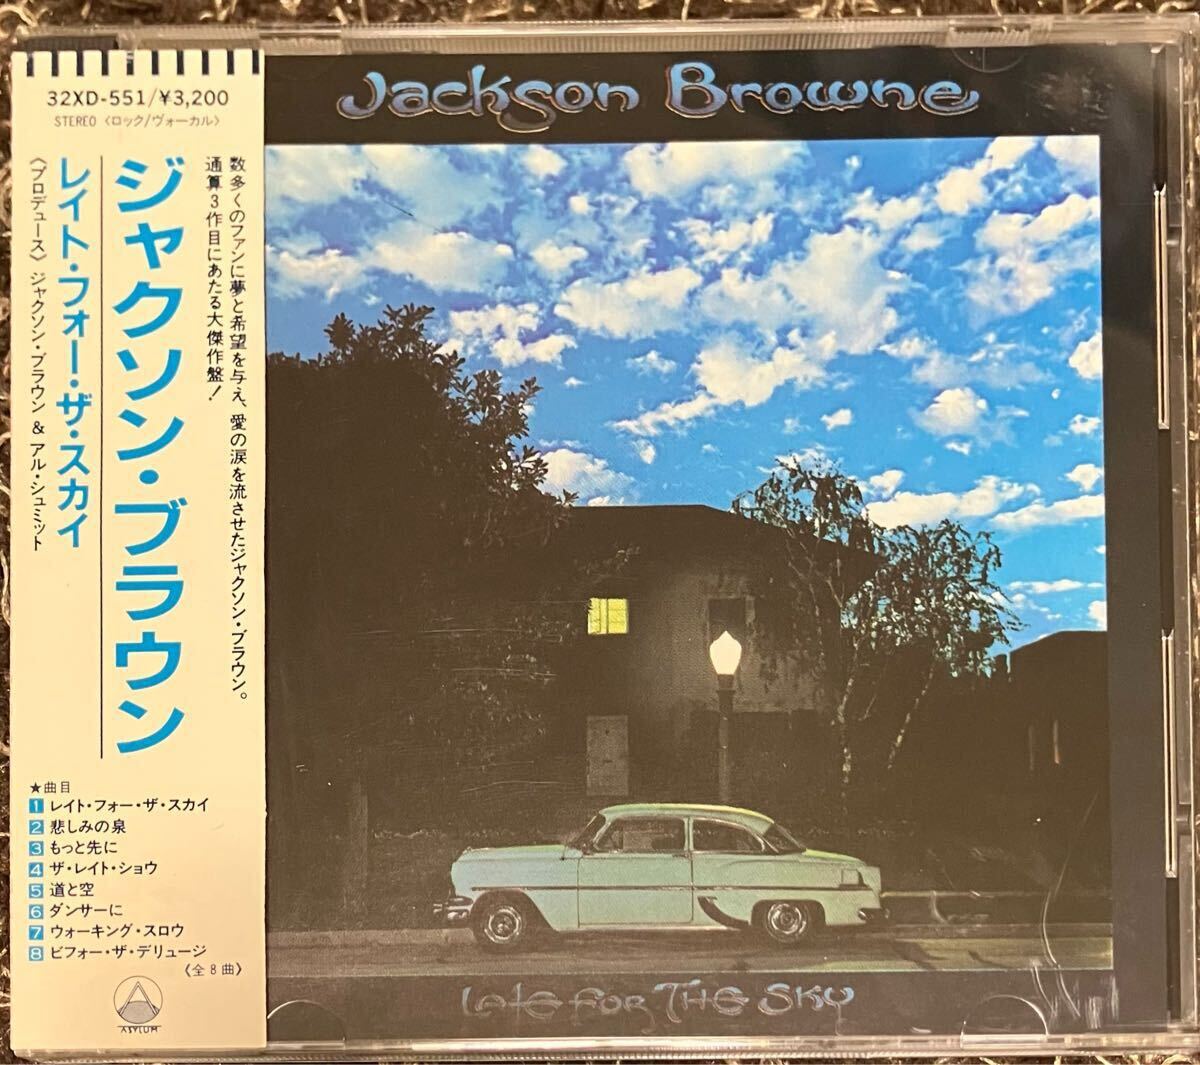 32XD-551/¥3,200
STEREO〈ロック/ヴォーカル〉
数多くのファンに夢と希望を与え、愛の涙を流させたジャクソン・ブラウン。
通算3作目にあたる大傑作盤!
ジャクソン・ブラウン
レイト・フォー・ザ・スカイ
〈プロデュース〉ジャクソン・ブラウン & アル・シュミット
★曲目
1 レイト・フォー・ザ・スカイ
2 悲しみの泉
3 もっと先に
4 ザ・レイト・ショウ
5 道と空
6 ダンサーに
7 ウォーキング・スロウ
8 ビフォー・ザ・デリュージ
〈全8曲〉
ASYLUM
Jackson Browne
Late for The Sky